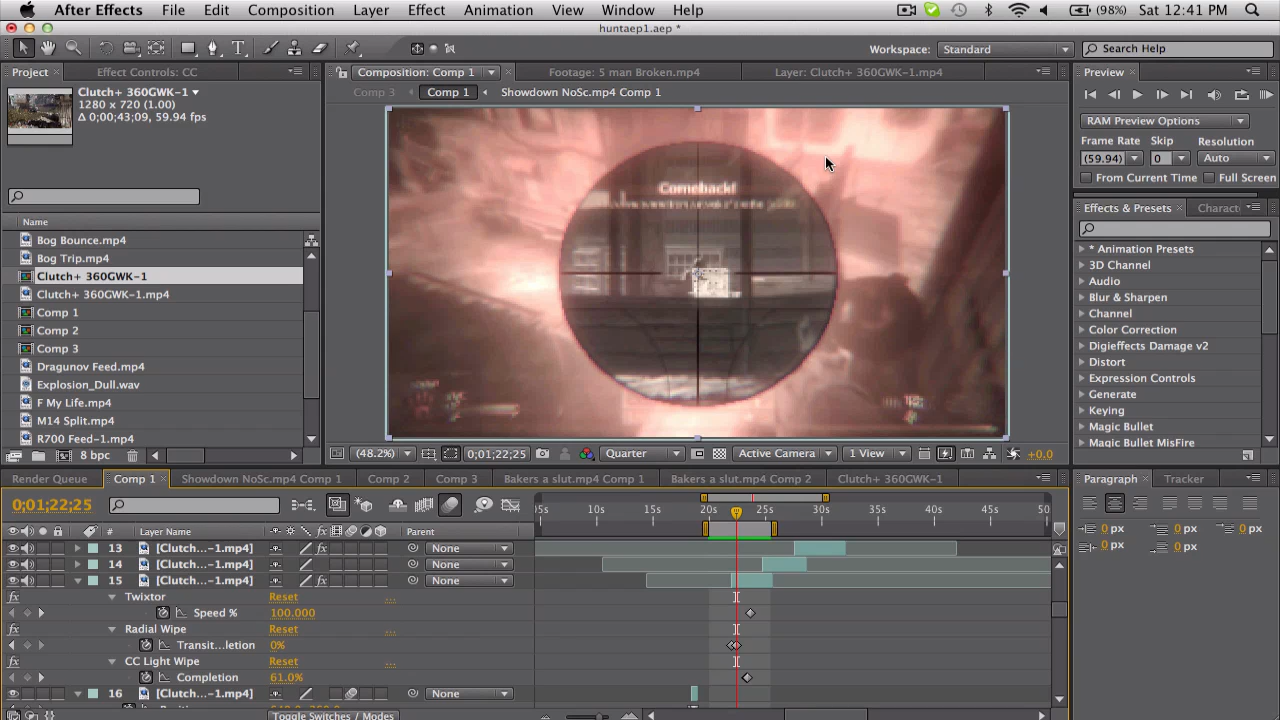 After Effects File Edit Composition Layer Effect Animation View Window Help (98%) Sat 12:41 PM
huntaep1.aep *
Workspace: Standard Search Help
Project Effect Controls: CC Composition: Comp 1 Footage: 5 man Broken.mp4 Layer: Clutch+ 360GWK-1.mp4 Preview
Clutch+ 360GWK-1
1280 x 720 (1.00)
Δ 0;00;43;09, 59.94 fps
Comp 3 Comp 1 Showdown NoSc.mp4 Comp 1
RAM Preview Options
Frame Rate Skip Resolution
(59.94) 0 Auto
From Current Time Full Screen
Comeback!
Effects & Presets Charact
Name
Bog Bounce.mp4
Bog Trip.mp4
Clutch+ 360GWK-1
Clutch+ 360GWK-1.mp4
Comp 1
Comp 2
Comp 3
Dragunov Feed.mp4
Explosion_Dull.wav
F My Life.mp4
M14 Split.mp4
R700 Feed-1.mp4
8 bpc
* Animation Presets
3D Channel
Audio
Blur & Sharpen
Channel
Color Correction
Digieffects Damage v2
Distort
Expression Controls
Generate
Keying
Magic Bullet
Magic Bullet MisFire
(48.2%) 0;01;22;25 Quarter Active Camera 1 View +0.0
Render Queue Comp 1 Showdown NoSc.mp4 Comp 1 Comp 2 Comp 3 Bakers a slut.mp4 Comp 1 Bakers a slut.mp4 Comp 2 Clutch+ 360GWK-1
Paragraph Tracker
0;01;22;25
05s 10s 15s 20s 25s 30s 35s 40s 45s 50
# Layer Name Parent
13 [Clutch...-1.mp4] fx None
14 [Clutch...-1.mp4] None
15 [Clutch...-1.mp4] fx None
fx Twixtor Reset ...
Speed % 100.000
fx Radial Wipe Reset ...
Transit...letion 0%
fx CC Light Wipe Reset ...
Completion 61.0%
16 [Clutch...-1.mp4] None
Toggle Switches / Modes
0 px 0 px 0 px
0 px 0 px